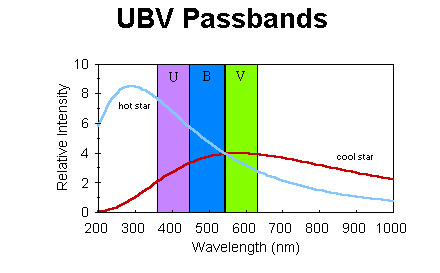 UBV Passbands
10
8
6
4
2
0
Relative Intensity
U B V
hot star
cool star
200 300 400 500 600 700 800 900 1000
Wavelength (nm)